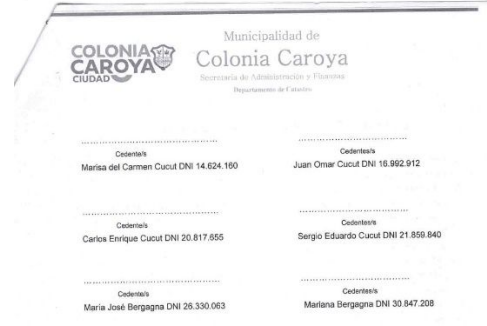 COLONIA
CAROYA
CIUDAD
Municipalidad de
Colonia Caroya
Secretaría de Administración y Finanzas
Departamento de Catastro
........................................
Cedente/s
Marisa del Carmen Cucut DNI 14.624.160
........................................
Cedentes/s
Juan Omar Cucut DNI 16.992.912
........................................
Cedente/s
Carlos Enrique Cucut DNI 20.817.655
........................................
Cedente/s
Sergio Eduardo Cucut DNI 21.859.840
........................................
Cedente/s
María José Bergagna DNI 26.330.063
........................................
Cedente/s
Mariana Bergagna DNI 30.847.208